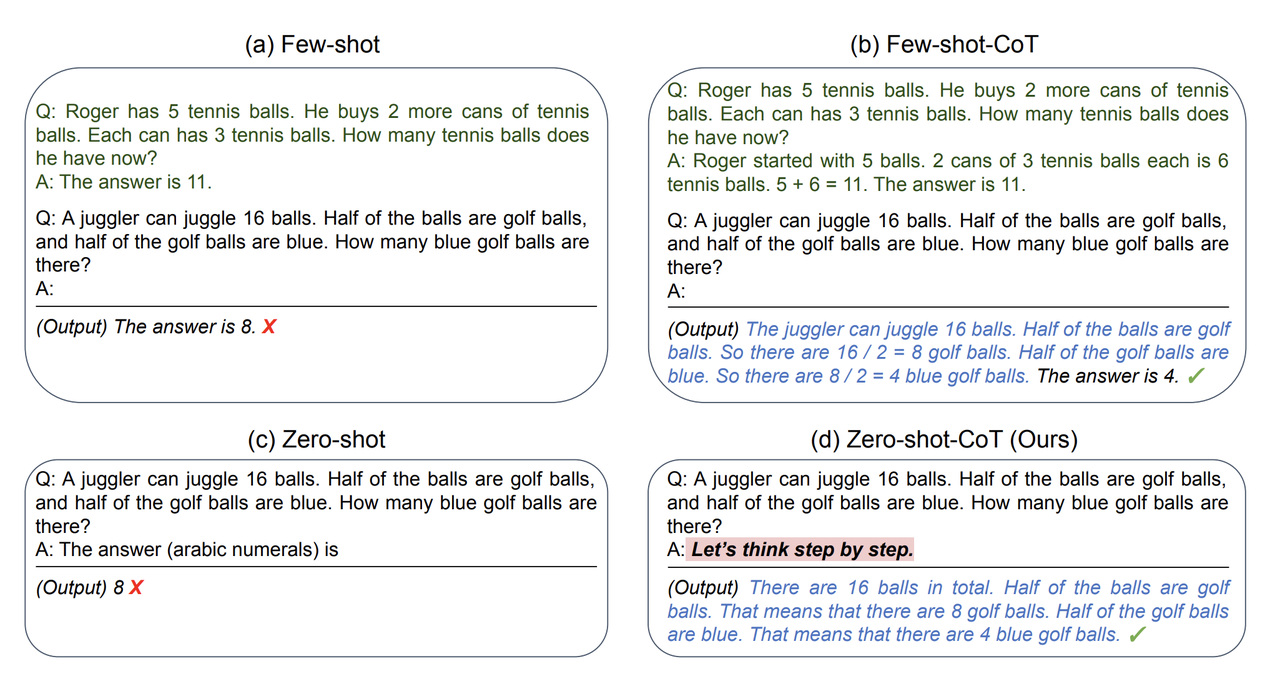 (a) Few-shot
Q: Roger has 5 tennis balls. He buys 2 more cans of tennis
balls. Each can has 3 tennis balls. How many tennis balls does
he have now?
A: The answer is 11.
Q: A juggler can juggle 16 balls. Half of the balls are golf balls,
and half of the golf balls are blue. How many blue golf balls are
there?
A:
(Output) The answer is 8. X
(b) Few-shot-CoT
Q: Roger has 5 tennis balls. He buys 2 more cans of tennis
balls. Each can has 3 tennis balls. How many tennis balls does
he have now?
A: Roger started with 5 balls. 2 cans of 3 tennis balls each is 6
tennis balls. 5 + 6 = 11. The answer is 11.
Q: A juggler can juggle 16 balls. Half of the balls are golf balls,
and half of the golf balls are blue. How many blue golf balls are
there?
A:
(Output) The juggler can juggle 16 balls. Half of the balls are golf
balls. So there are 16 / 2 = 8 golf balls. Half of the golf balls are
blue. So there are 8 / 2 = 4 blue golf balls. The answer is 4. ✓
(c) Zero-shot
Q: A juggler can juggle 16 balls. Half of the balls are golf balls,
and half of the golf balls are blue. How many blue golf balls are
there?
A: The answer (arabic numerals) is
(Output) 8 X
(d) Zero-shot-CoT (Ours)
Q: A juggler can juggle 16 balls. Half of the balls are golf balls,
and half of the golf balls are blue. How many blue golf balls are
there?
A: Let’s think step by step.
(Output) There are 16 balls in total. Half of the balls are golf
balls. That means that there are 8 golf balls. Half of the golf balls
are blue. That means that there are 4 blue golf balls. ✓